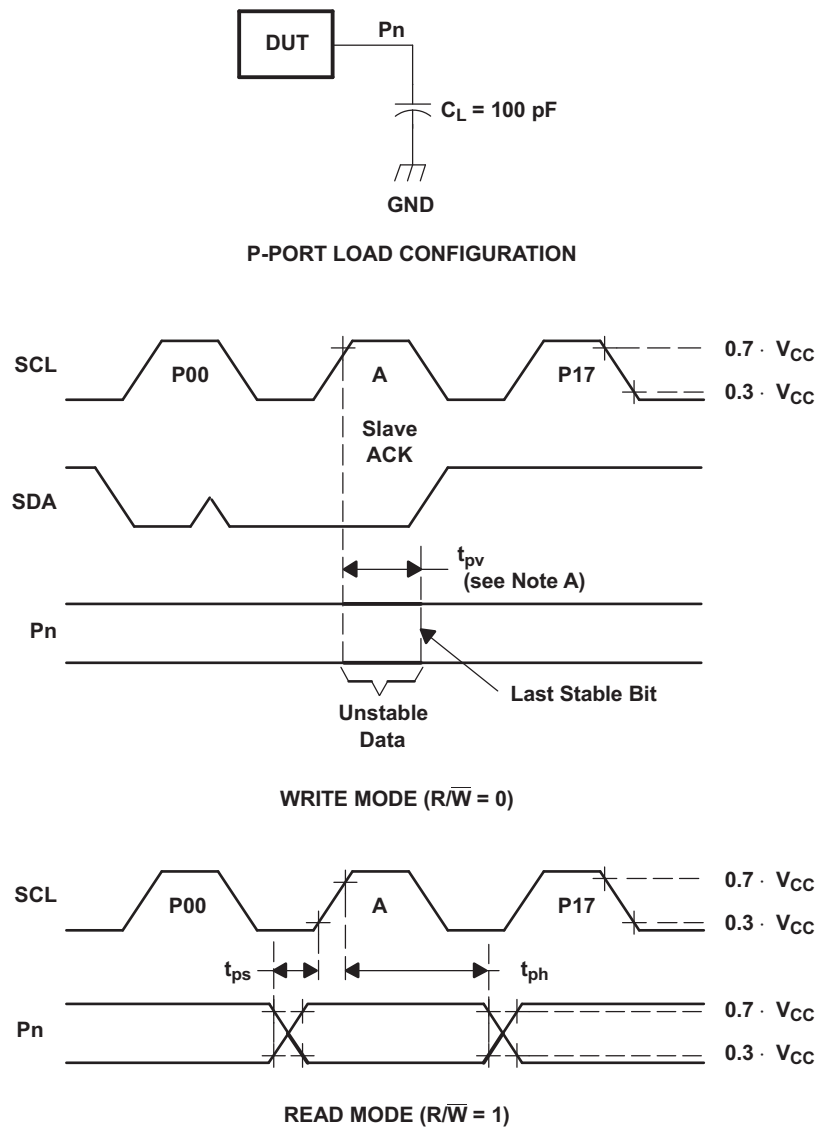 DUT
Pn
C_L = 100 pF
GND
P-PORT LOAD CONFIGURATION
SCL
P00
A
P17
0.7 · V_CC
0.3 · V_CC
Slave
ACK
SDA
t_pv
(see Note A)
Pn
Last Stable Bit
Unstable
Data
WRITE MODE (R/W̅ = 0)
SCL
P00
A
P17
0.7 · V_CC
0.3 · V_CC
t_ps
t_ph
Pn
0.7 · V_CC
0.3 · V_CC
READ MODE (R/W̅ = 1)